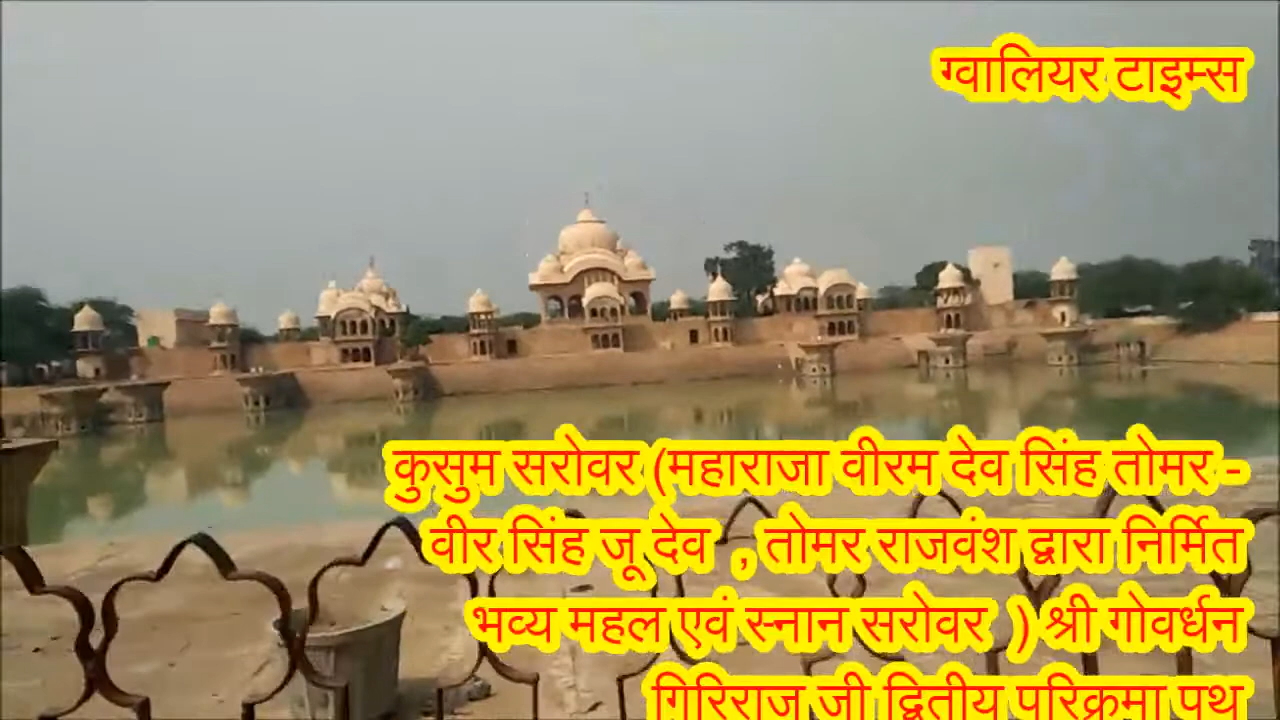 ग्वालियर टाइम्स
कुसुम सरोवर (महाराजा वीरम देव सिंह तोमर -
वीर सिंह जू देव , तोमर राजवंश द्वारा निर्मित
भव्य महल एवं स्नान सरोवर ) श्री गोवर्धन
गिरिराज जी द्वितीय परिक्रमा पथ